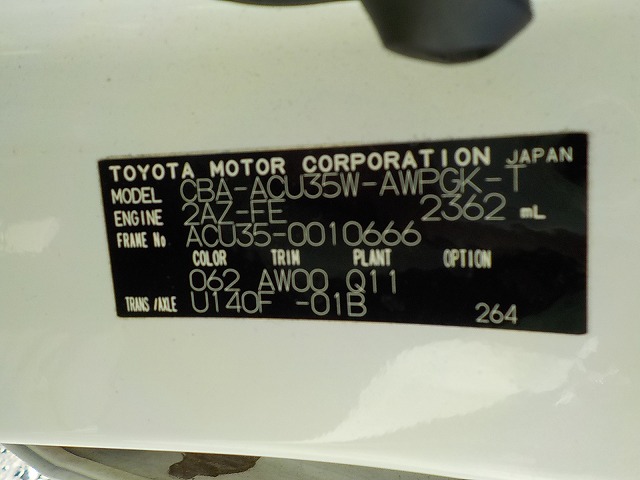 TOYOTA MOTOR CORPORATION JAPAN
MODEL CBA-ACU35W-AWPGK-T
ENGINE 2AZ-FE 2362 mL
FRAME No ACU35-0010666
COLOR TRIM PLANT OPTION
062 AW00 Q11
TRANS/AXLE U140F -01B 264